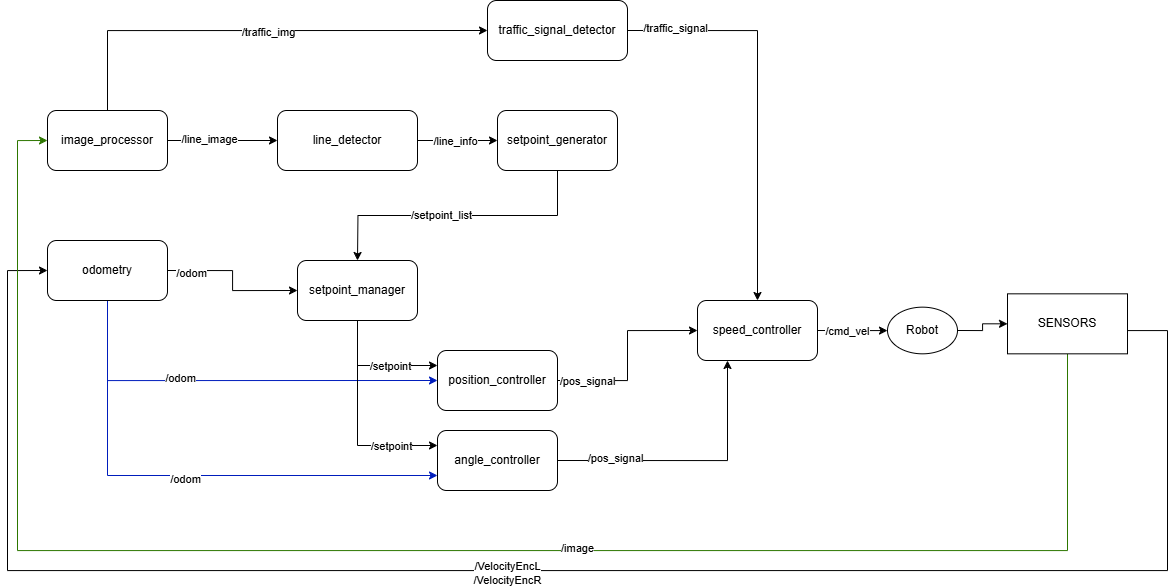 traffic_signal_detector
/traffic_signal
/traffic_img
image_processor
/line_image
line_detector
/line_info
setpoint_generator
/setpoint_list
odometry
/odom
setpoint_manager
speed_controller
/cmd_vel
Robot
SENSORS
/setpoint
/odom
position_controller
/pos_signal
/setpoint
angle_controller
/pos_signal
/odom
/image
/VelocityEncL
/VelocityEncR